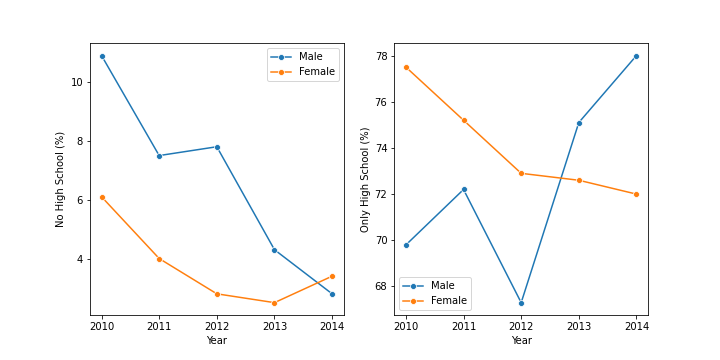 No High School (%)
10
8
6
4
2010 2011 2012 2013 2014
Year
Male
Female
Only High School (%)
78
76
74
72
70
68
2010 2011 2012 2013 2014
Year
Male
Female